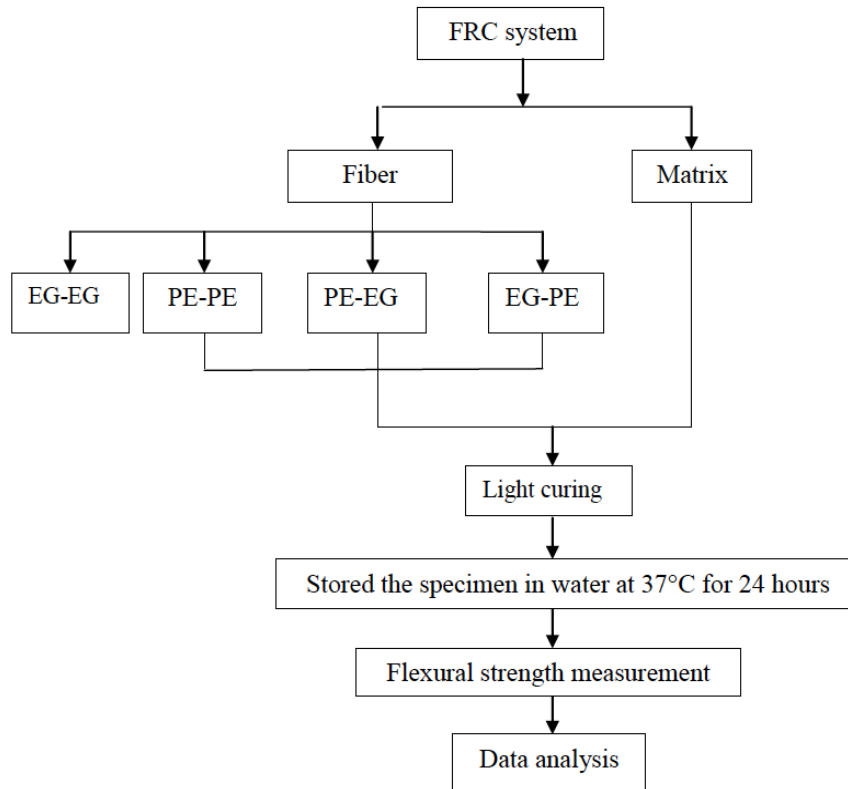 FRC system
Fiber
Matrix
EG-EG
PE-PE
PE-EG
EG-PE
Light curing
Stored the specimen in water at 37°C for 24 hours
Flexural strength measurement
Data analysis